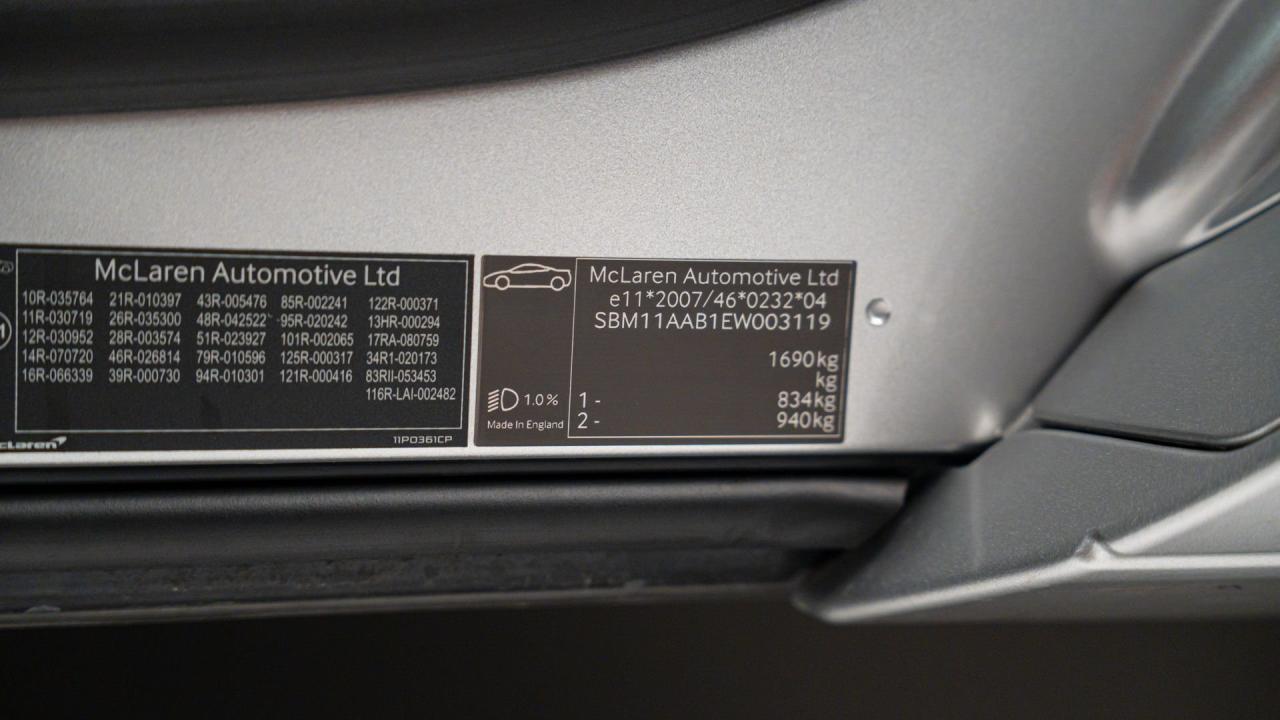 McLaren Automotive Ltd
10R-035764 21R-010397 43R-005476 85R-002241 122R-000371
11R-030719 26R-035300 48R-042522 95R-020242 13HR-000294
12R-030952 28R-003574 51R-023927 101R-002065 17RA-080759
14R-070720 46R-026814 79R-010596 125R-000317 34R1-020173
16R-066339 39R-000730 94R-010301 121R-000416 83RII-053453
116R-LAI-002482
11P0361CP
McLaren Automotive Ltd
e11*2007/46*0232*04
SBM11AAB1EW003119
1690kg
kg
1.0% 1 - 834kg
Made In England 2 - 940kg